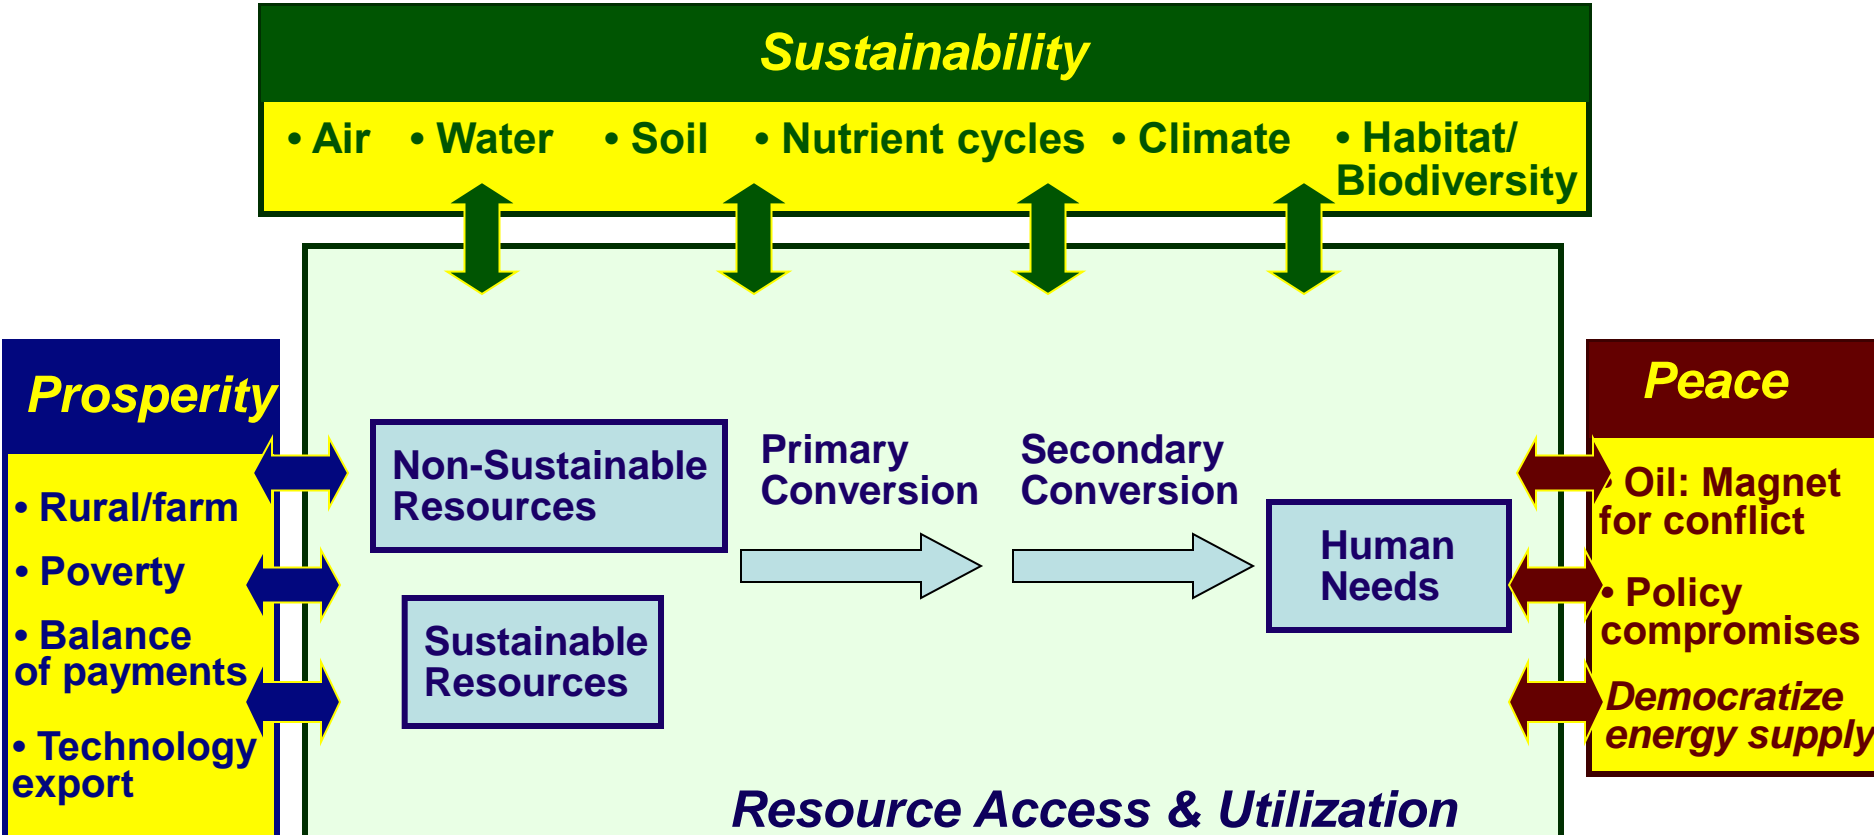 Sustainability
• Air • Water • Soil • Nutrient cycles • Climate • Habitat/
Biodiversity
Prosperity
• Rural/farm
• Poverty
• Balance
of payments
• Technology
export
Non-Sustainable
Resources
Sustainable
Resources
Primary
Conversion
Secondary
Conversion
Human
Needs
Resource Access & Utilization
Peace
• Oil: Magnet
for conflict
• Policy
compromises
Democratize
energy supply